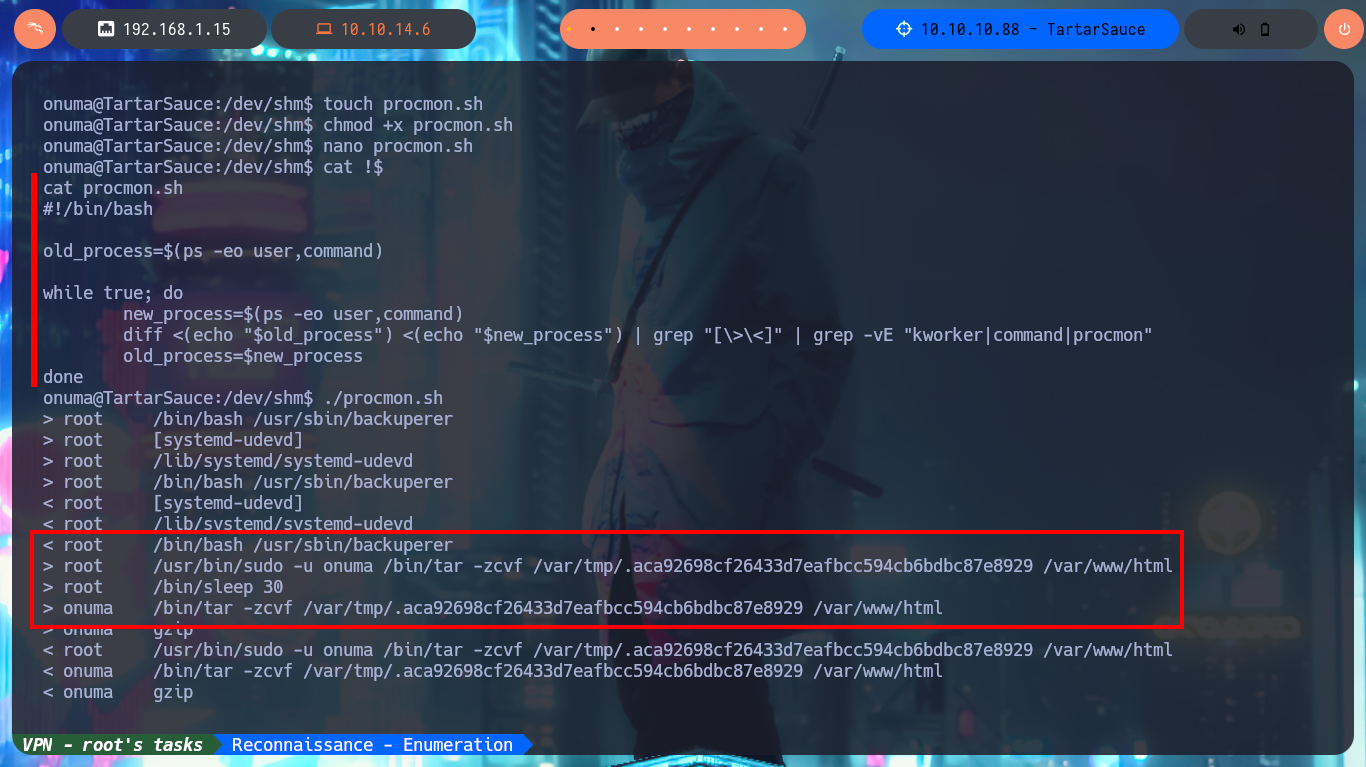 192.168.1.15
10.10.14.6
10.10.10.88 - TartarSauce
onuma@TartarSauce:/dev/shm$ touch procmon.sh
onuma@TartarSauce:/dev/shm$ chmod +x procmon.sh
onuma@TartarSauce:/dev/shm$ nano procmon.sh
onuma@TartarSauce:/dev/shm$ cat !$
cat procmon.sh
#!/bin/bash
old_process=$(ps -eo user,command)
while true; do
        new_process=$(ps -eo user,command)
        diff <(echo "$old_process") <(echo "$new_process") | grep "[\>\<]" | grep -vE "kworker|command|procmon"
        old_process=$new_process
done
onuma@TartarSauce:/dev/shm$ ./procmon.sh
> root     /bin/bash /usr/sbin/backuperer
> root     [systemd-udevd]
> root     /lib/systemd/systemd-udevd
> root     /bin/bash /usr/sbin/backuperer
< root     [systemd-udevd]
< root     /lib/systemd/systemd-udevd
< root     /bin/bash /usr/sbin/backuperer
> root     /usr/bin/sudo -u onuma /bin/tar -zcvf /var/tmp/.aca92698cf26433d7eafbcc594cb6bdbc87e8929 /var/www/html
> root     /bin/sleep 30
> onuma    /bin/tar -zcvf /var/tmp/.aca92698cf26433d7eafbcc594cb6bdbc87e8929 /var/www/html
> onuma    gzip
< root     /usr/bin/sudo -u onuma /bin/tar -zcvf /var/tmp/.aca92698cf26433d7eafbcc594cb6bdbc87e8929 /var/www/html
< onuma    /bin/tar -zcvf /var/tmp/.aca92698cf26433d7eafbcc594cb6bdbc87e8929 /var/www/html
< onuma    gzip
VPN - root's tasks  Reconnaissance - Enumeration